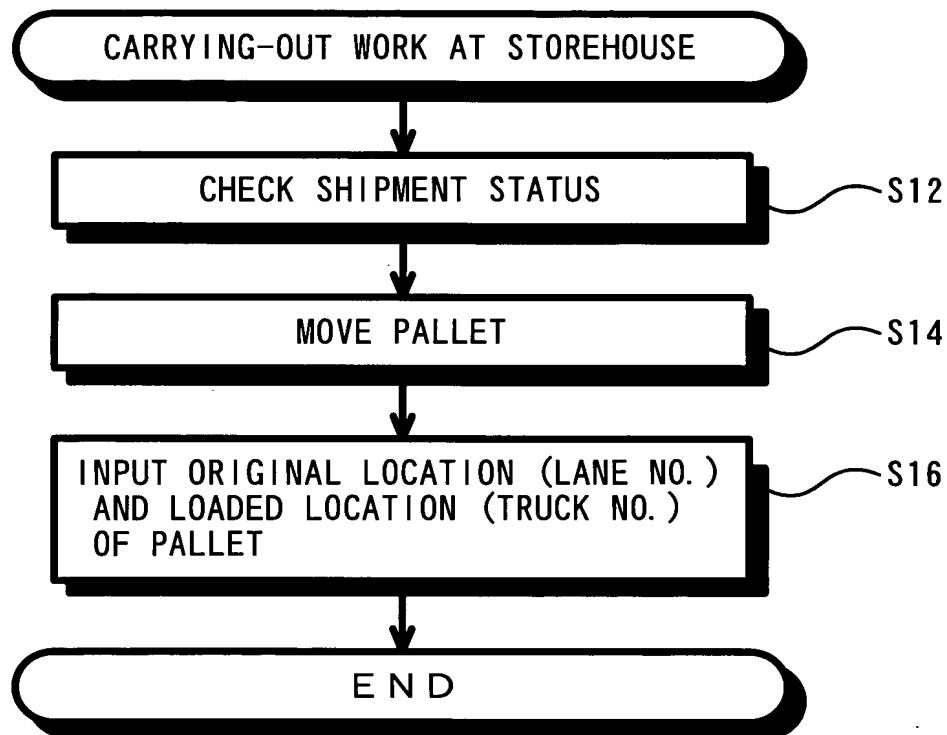 CARRYING-OUT WORK AT STOREHOUSE
CHECK SHIPMENT STATUS
S12
MOVE PALLET
S14
INPUT ORIGINAL LOCATION (LANE NO.)
AND LOADED LOCATION (TRUCK NO.)
OF PALLET
S16
END